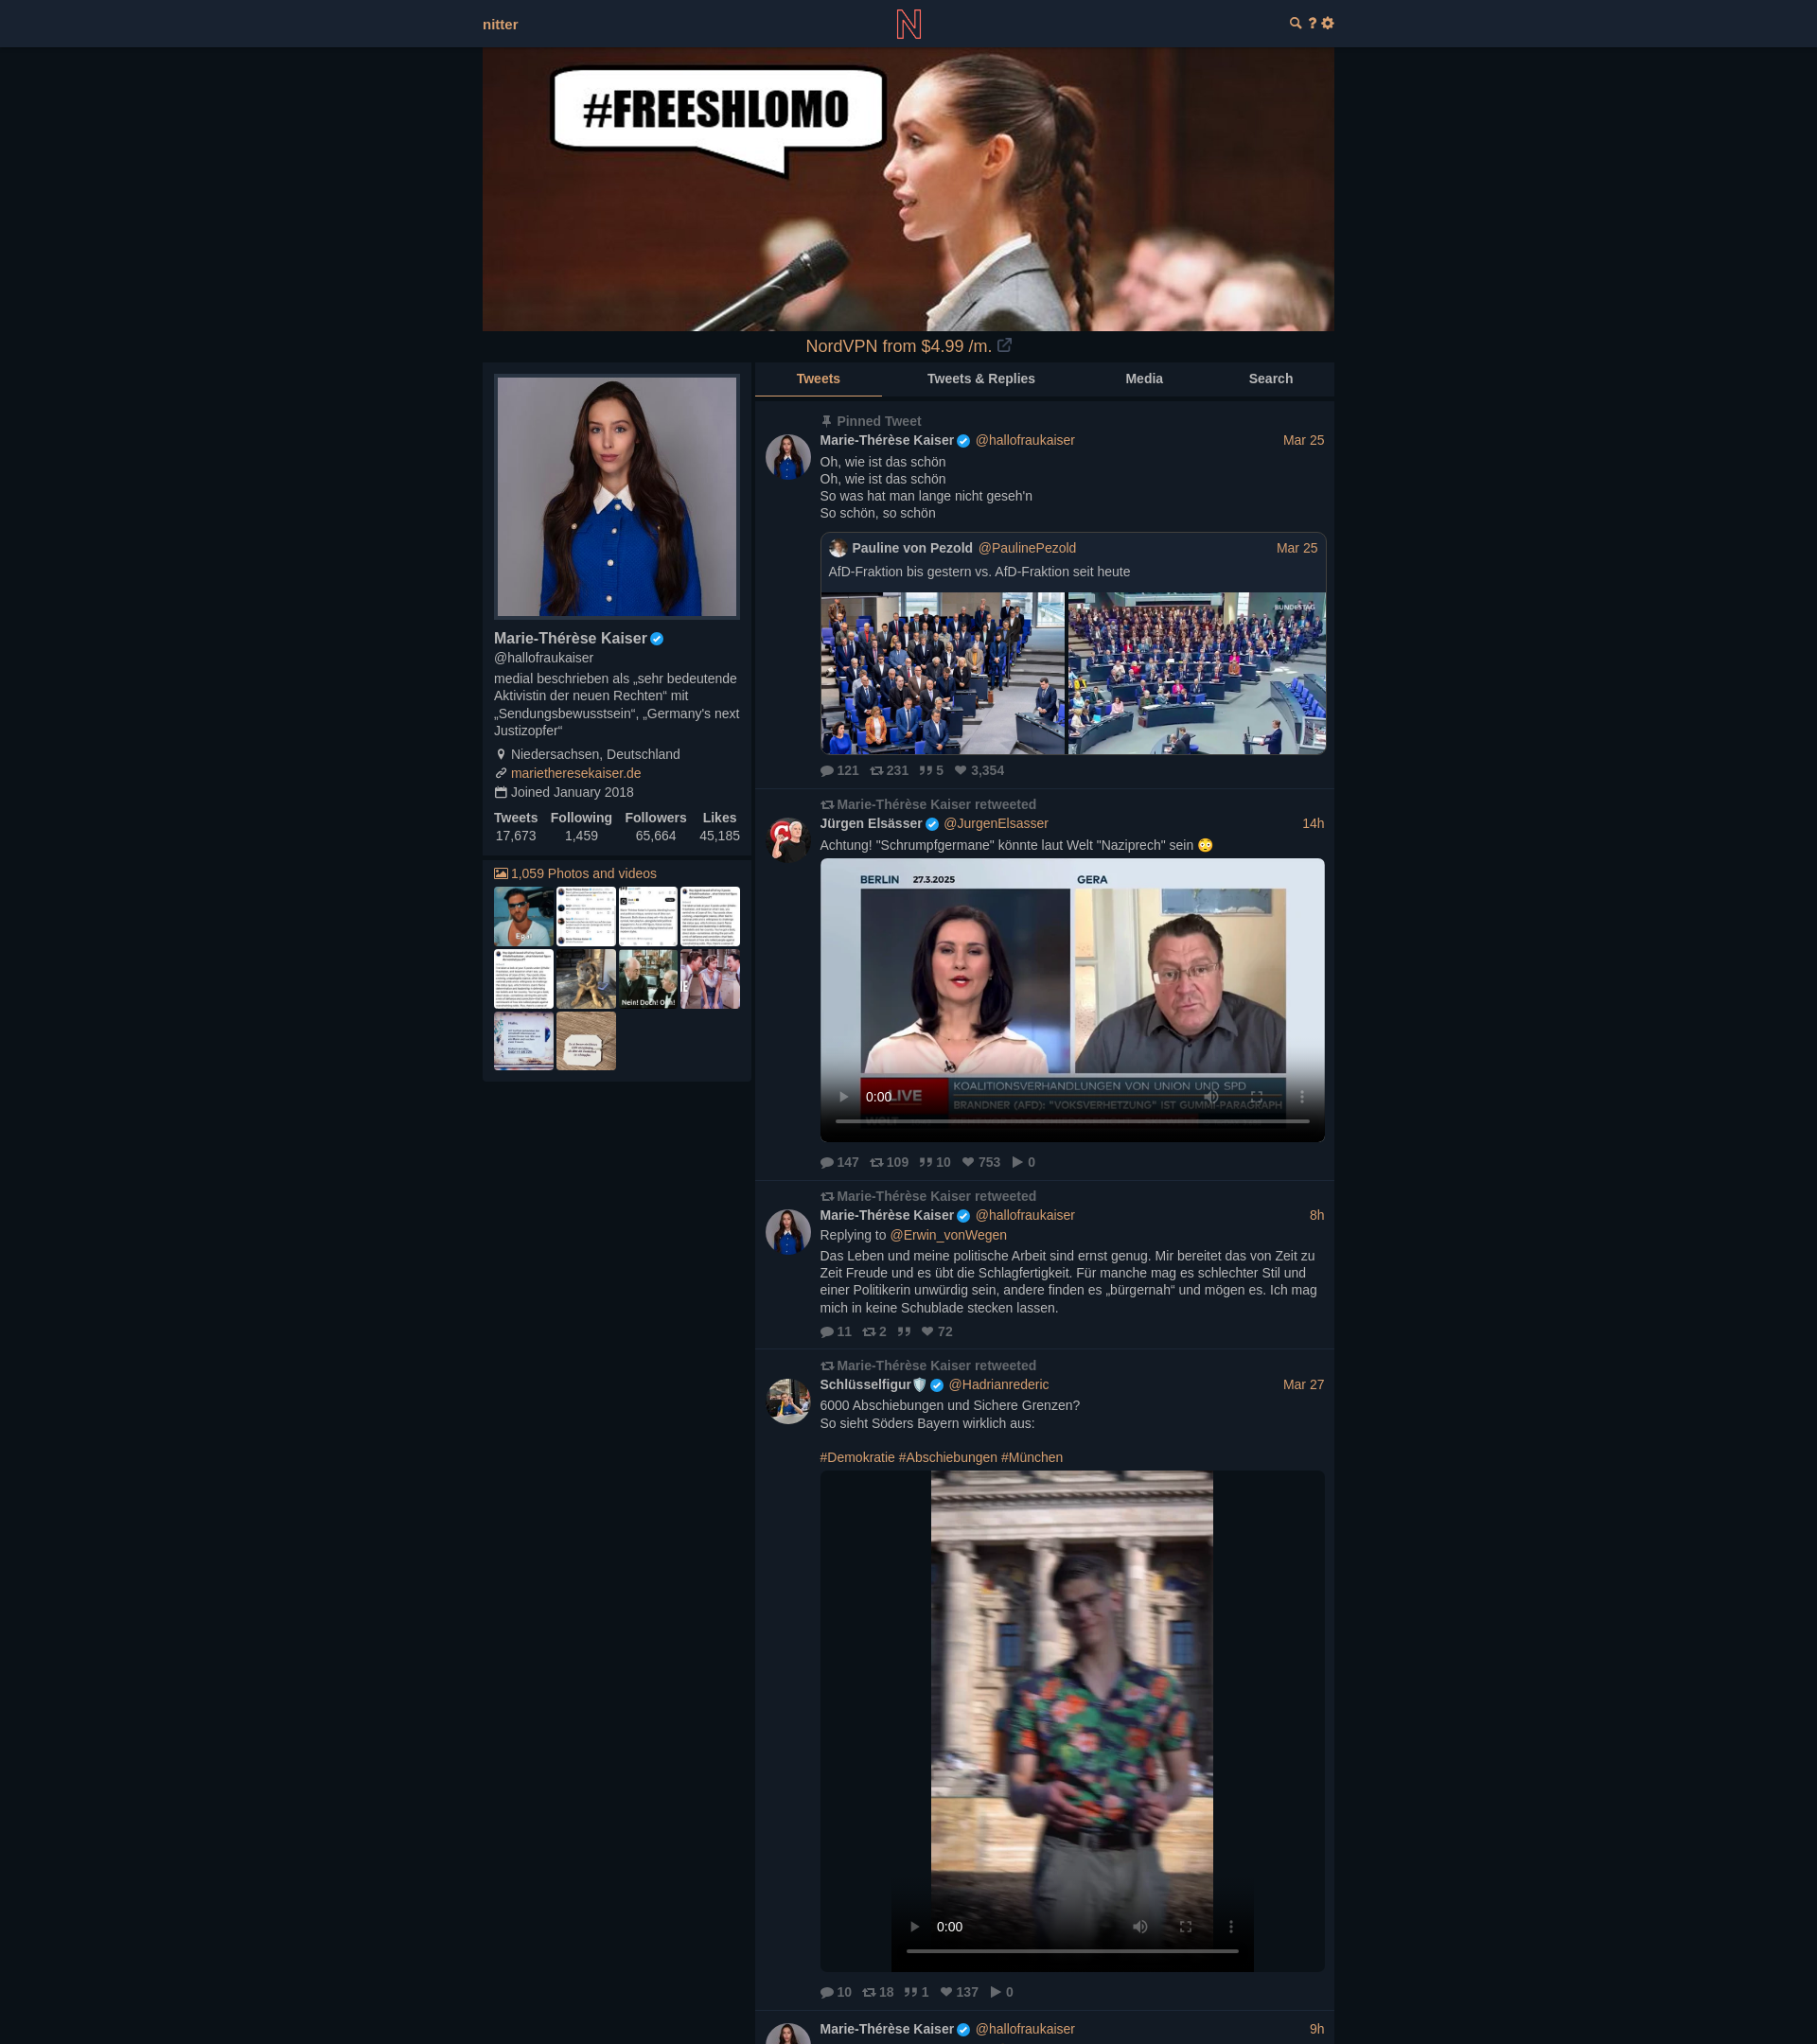 nitter
#FREESHLOMO
NordVPN from $4.99 /m.
Marie-Thérèse Kaiser
@hallofraukaiser
medial beschrieben als „sehr bedeutende
Aktivistin der neuen Rechten“ mit
„Sendungsbewusstsein“, „Germany's next
Justizopfer“
Niedersachsen, Deutschland
marietheresekaiser.de
Joined January 2018
Tweets Following Followers Likes
17,673 1,459 65,664 45,185
1,059 Photos and videos
Nein! Doch! Ooh!
Tweets Tweets & Replies Media Search
Pinned Tweet
Marie-Thérèse Kaiser @hallofraukaiser Mar 25
Oh, wie ist das schön
Oh, wie ist das schön
So was hat man lange nicht geseh'n
So schön, so schön
Pauline von Pezold @PaulinePezold Mar 25
AfD-Fraktion bis gestern vs. AfD-Fraktion seit heute
BUNDESTAG
121 231 5 3,354
Marie-Thérèse Kaiser retweeted
Jürgen Elsässer @JurgenElsasser 14h
Achtung! "Schrumpfgermane" könnte laut Welt "Naziprech" sein 😳
BERLIN 27.3.2025 GERA
LIVE KOALITIONSVERHANDLUNGEN VON UNION UND SPD
BRANDNER (AFD): "VOKSVERHETZUNG" IST GUMMI-PARAGRAPH
WELT
0:00
147 109 10 753 0
Marie-Thérèse Kaiser retweeted
Marie-Thérèse Kaiser @hallofraukaiser 8h
Replying to @Erwin_vonWegen
Das Leben und meine politische Arbeit sind ernst genug. Mir bereitet das von Zeit zu
Zeit Freude und es übt die Schlagfertigkeit. Für manche mag es schlechter Stil und
einer Politikerin unwürdig sein, andere finden es „bürgernah“ und mögen es. Ich mag
mich in keine Schublade stecken lassen.
11 2 72
Marie-Thérèse Kaiser retweeted
Schlüsselfigur🛡️ @Hadrianrederic Mar 27
6000 Abschiebungen und Sichere Grenzen?
So sieht Söders Bayern wirklich aus:
#Demokratie #Abschiebungen #München
0:00
10 18 1 137 0
Marie-Thérèse Kaiser @hallofraukaiser 9h